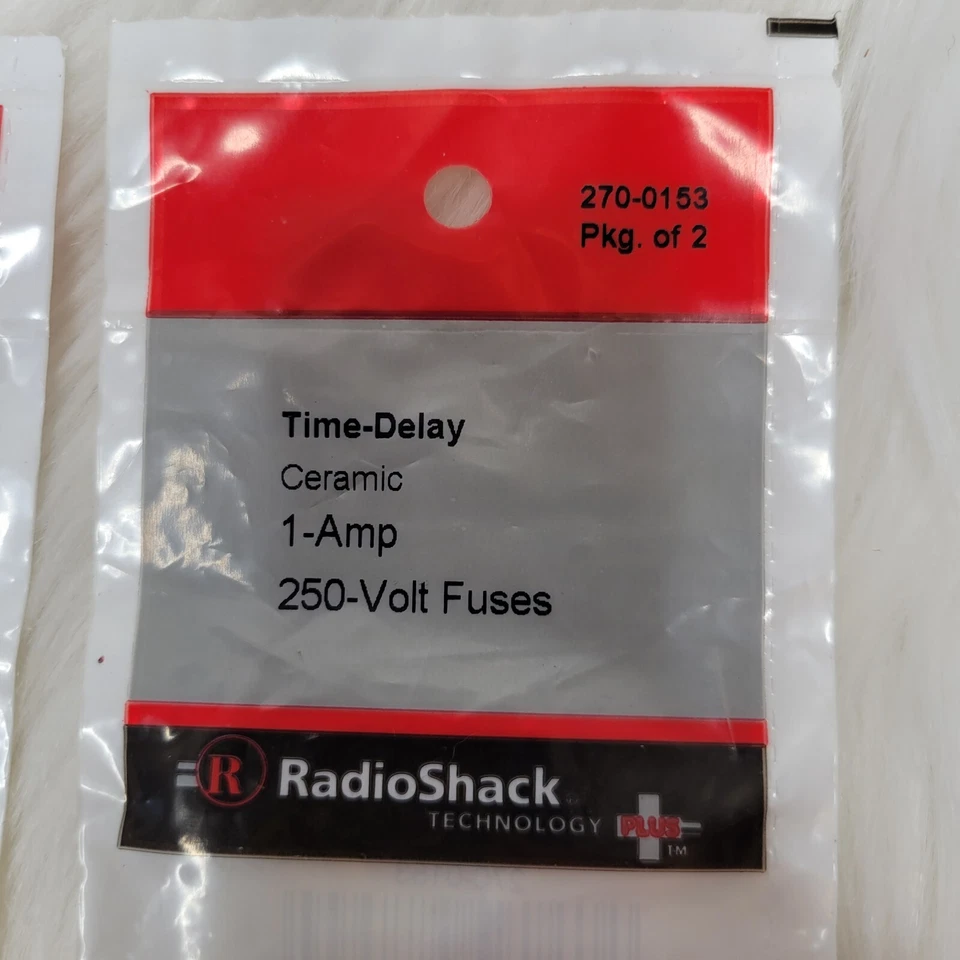 270-0153
Pkg. of 2
Time-Delay
Ceramic
1-Amp
250-Volt Fuses
R RadioShack
TECHNOLOGY PLUS TM